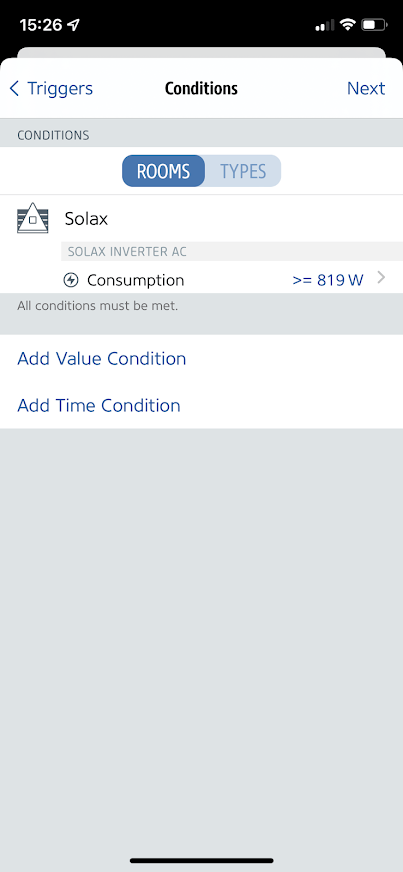 15:26
Triggers
Conditions
Next
CONDITIONS
ROOMS
TYPES
Solax
SOLAX INVERTER AC
Consumption
>= 819 W
All conditions must be met.
Add Value Condition
Add Time Condition